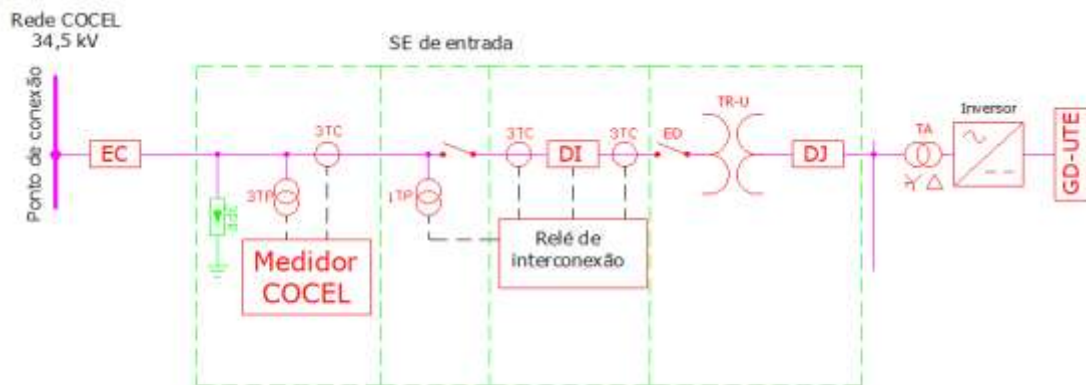 Rede COCEL
34,5 kV
SE de entrada
Ponto de conexão
EC
3TC
3TP
Medidor
COCEL
3TC
DI
3TC
Relé de
interconexão
ED
TR-U
DJ
TA
Inversor
GD-UTE